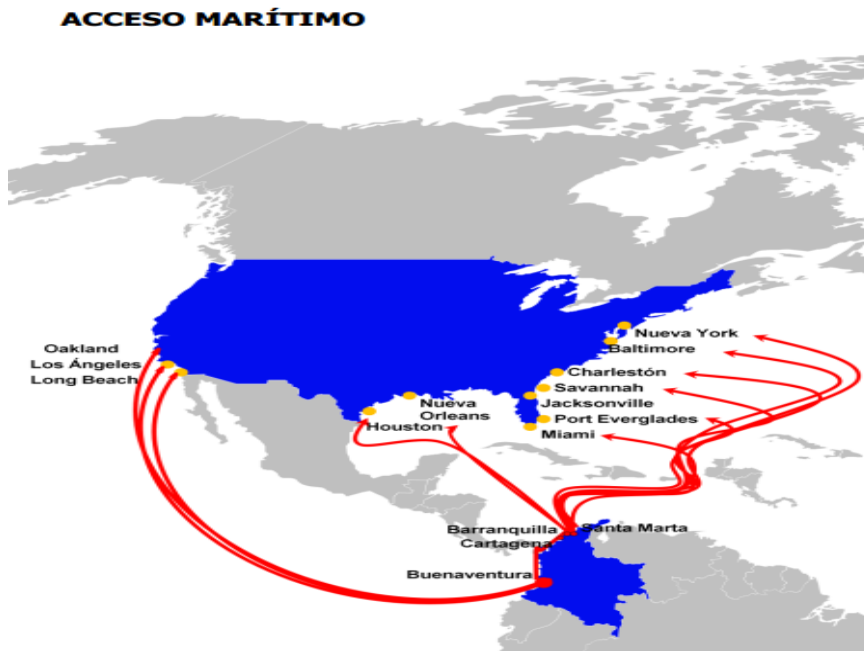 ACCESO MARÍTIMO
Nueva York
Baltimore
Oakland
Los Ángeles
Long Beach
Charlestón
Savannah
Jacksonville
Nueva
Orleans
Houston
Port Everglades
Miami
Barranquilla
Santa Marta
Cartagena
Buenaventura